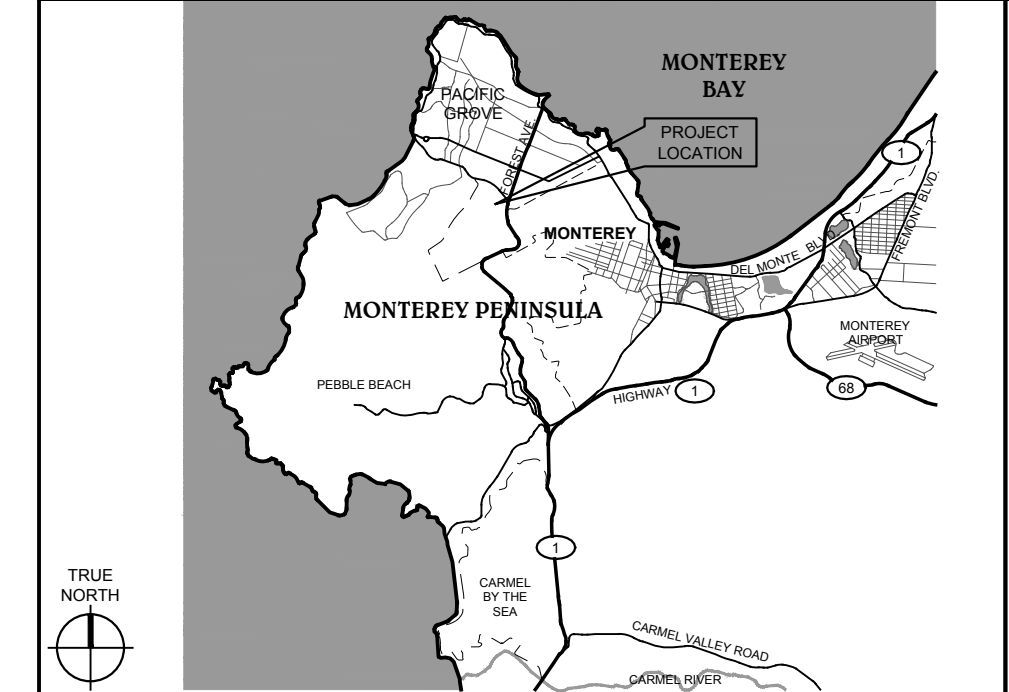 MONTEREY
BAY
PACIFIC
GROVE
PROJECT
LOCATION
FOREST AVE.
1
FREMONT BLVD.
MONTEREY
DEL MONTE BLV
MONTEREY PENINSULA
MONTEREY
AIRPORT
PEBBLE BEACH
HIGHWAY 1
68
1
TRUE
NORTH
CARMEL
BY THE
SEA
CARMEL VALLEY ROAD
CARMEL RIVER